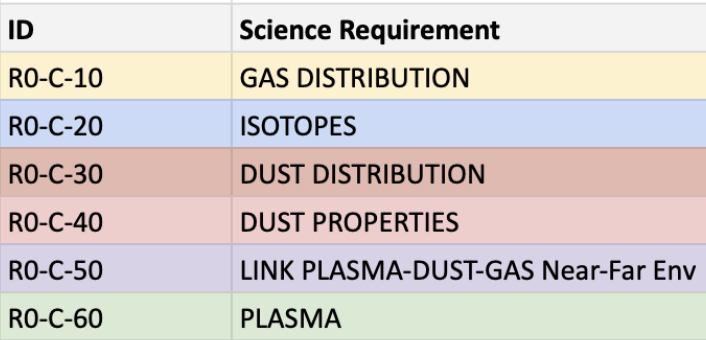 ID Science Requirement
R0-C-10 GAS DISTRIBUTION
R0-C-20 ISOTOPES
R0-C-30 DUST DISTRIBUTION
R0-C-40 DUST PROPERTIES
R0-C-50 LINK PLASMA-DUST-GAS Near-Far Env
R0-C-60 PLASMA